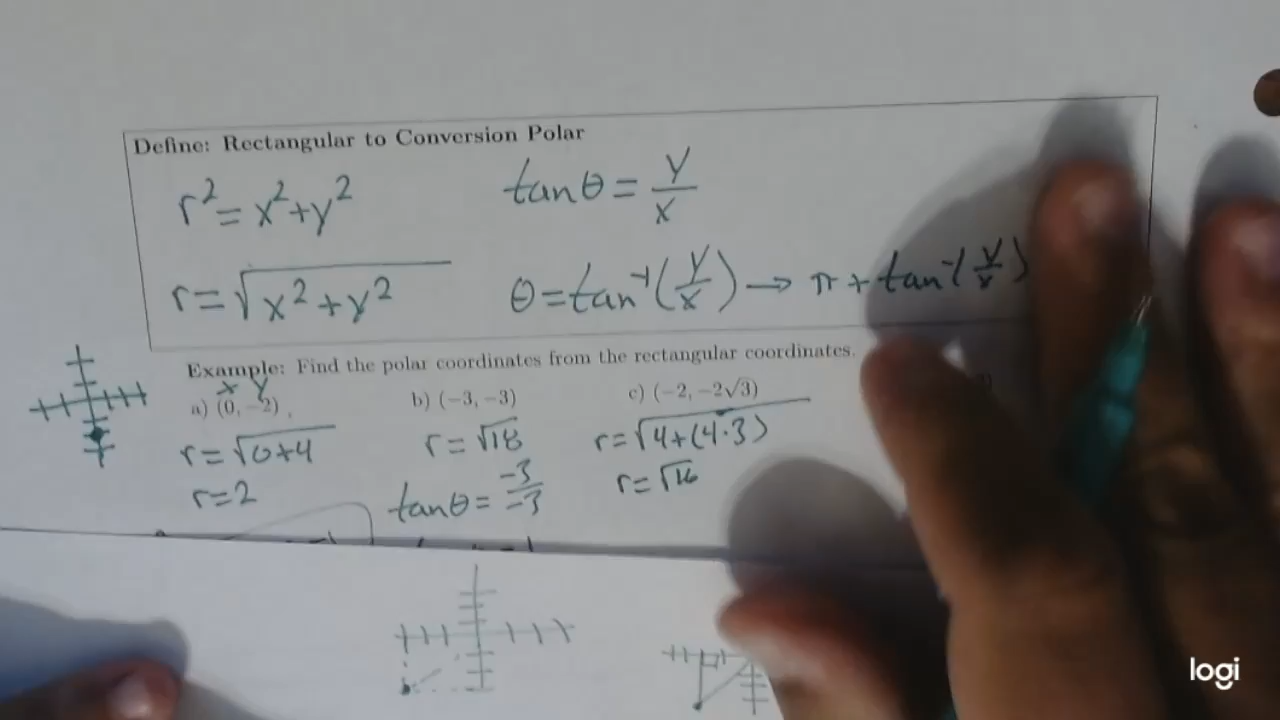 Define: Rectangular to Conversion Polar
r² = x² + y²
tanθ = y/x
r = √(x² + y²)
θ = tan⁻¹(y/x) → π + tan⁻¹(y/x)
Example: Find the polar coordinates from the rectangular coordinates.
x y
a) (0, −2)
b) (−3, −3)
c) (−2, −2√3)
r = √(0+4)
r = √18
r = √(4+(4·3))
r = 2
tanθ = −3/−3
r = √16
logi